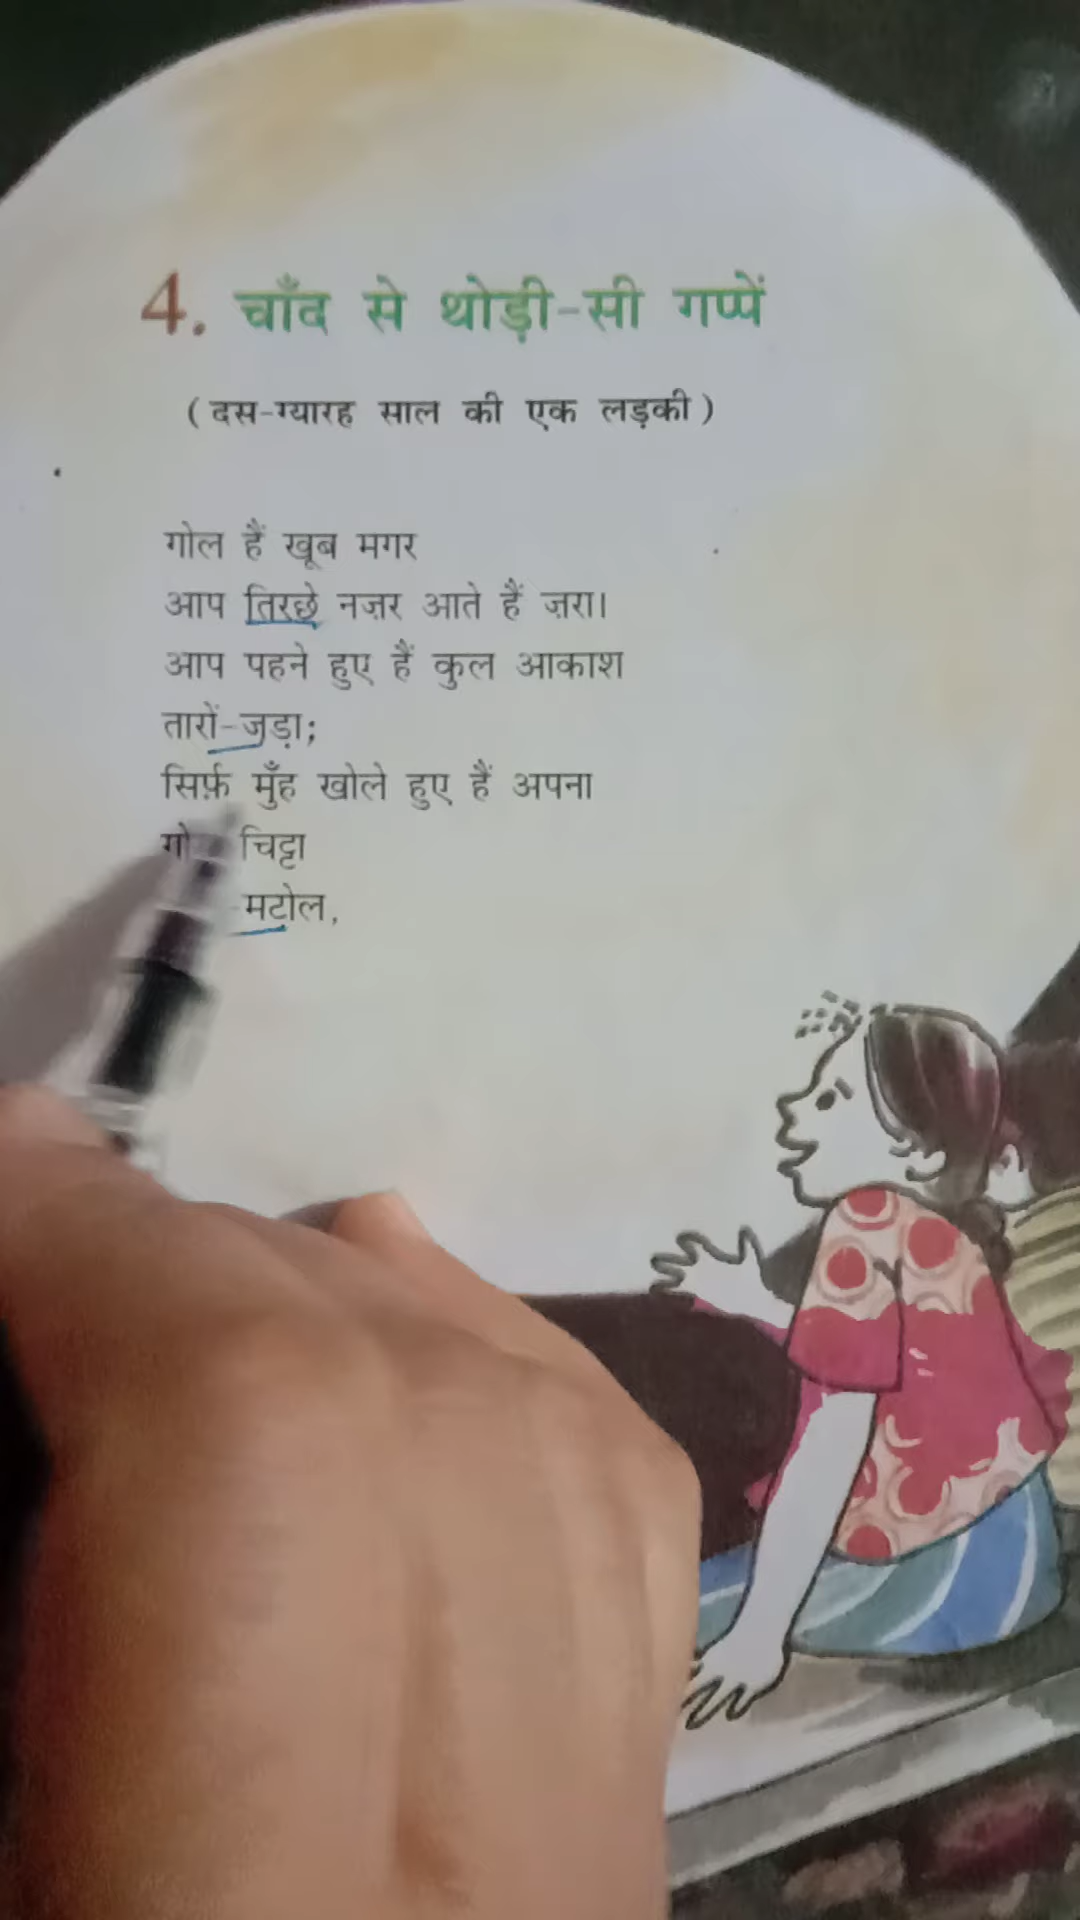 4. चाँद से थोड़ी-सी गप्पें
(दस-ग्यारह साल की एक लड़की)
गोल हैं खूब मगर
आप तिरछे नज़र आते हैं ज़रा।
आप पहने हुए हैं कुल आकाश
तारों-जड़ा;
सिर्फ़ मुँह खोले हुए हैं अपना
चिट्टा
-मटोल,